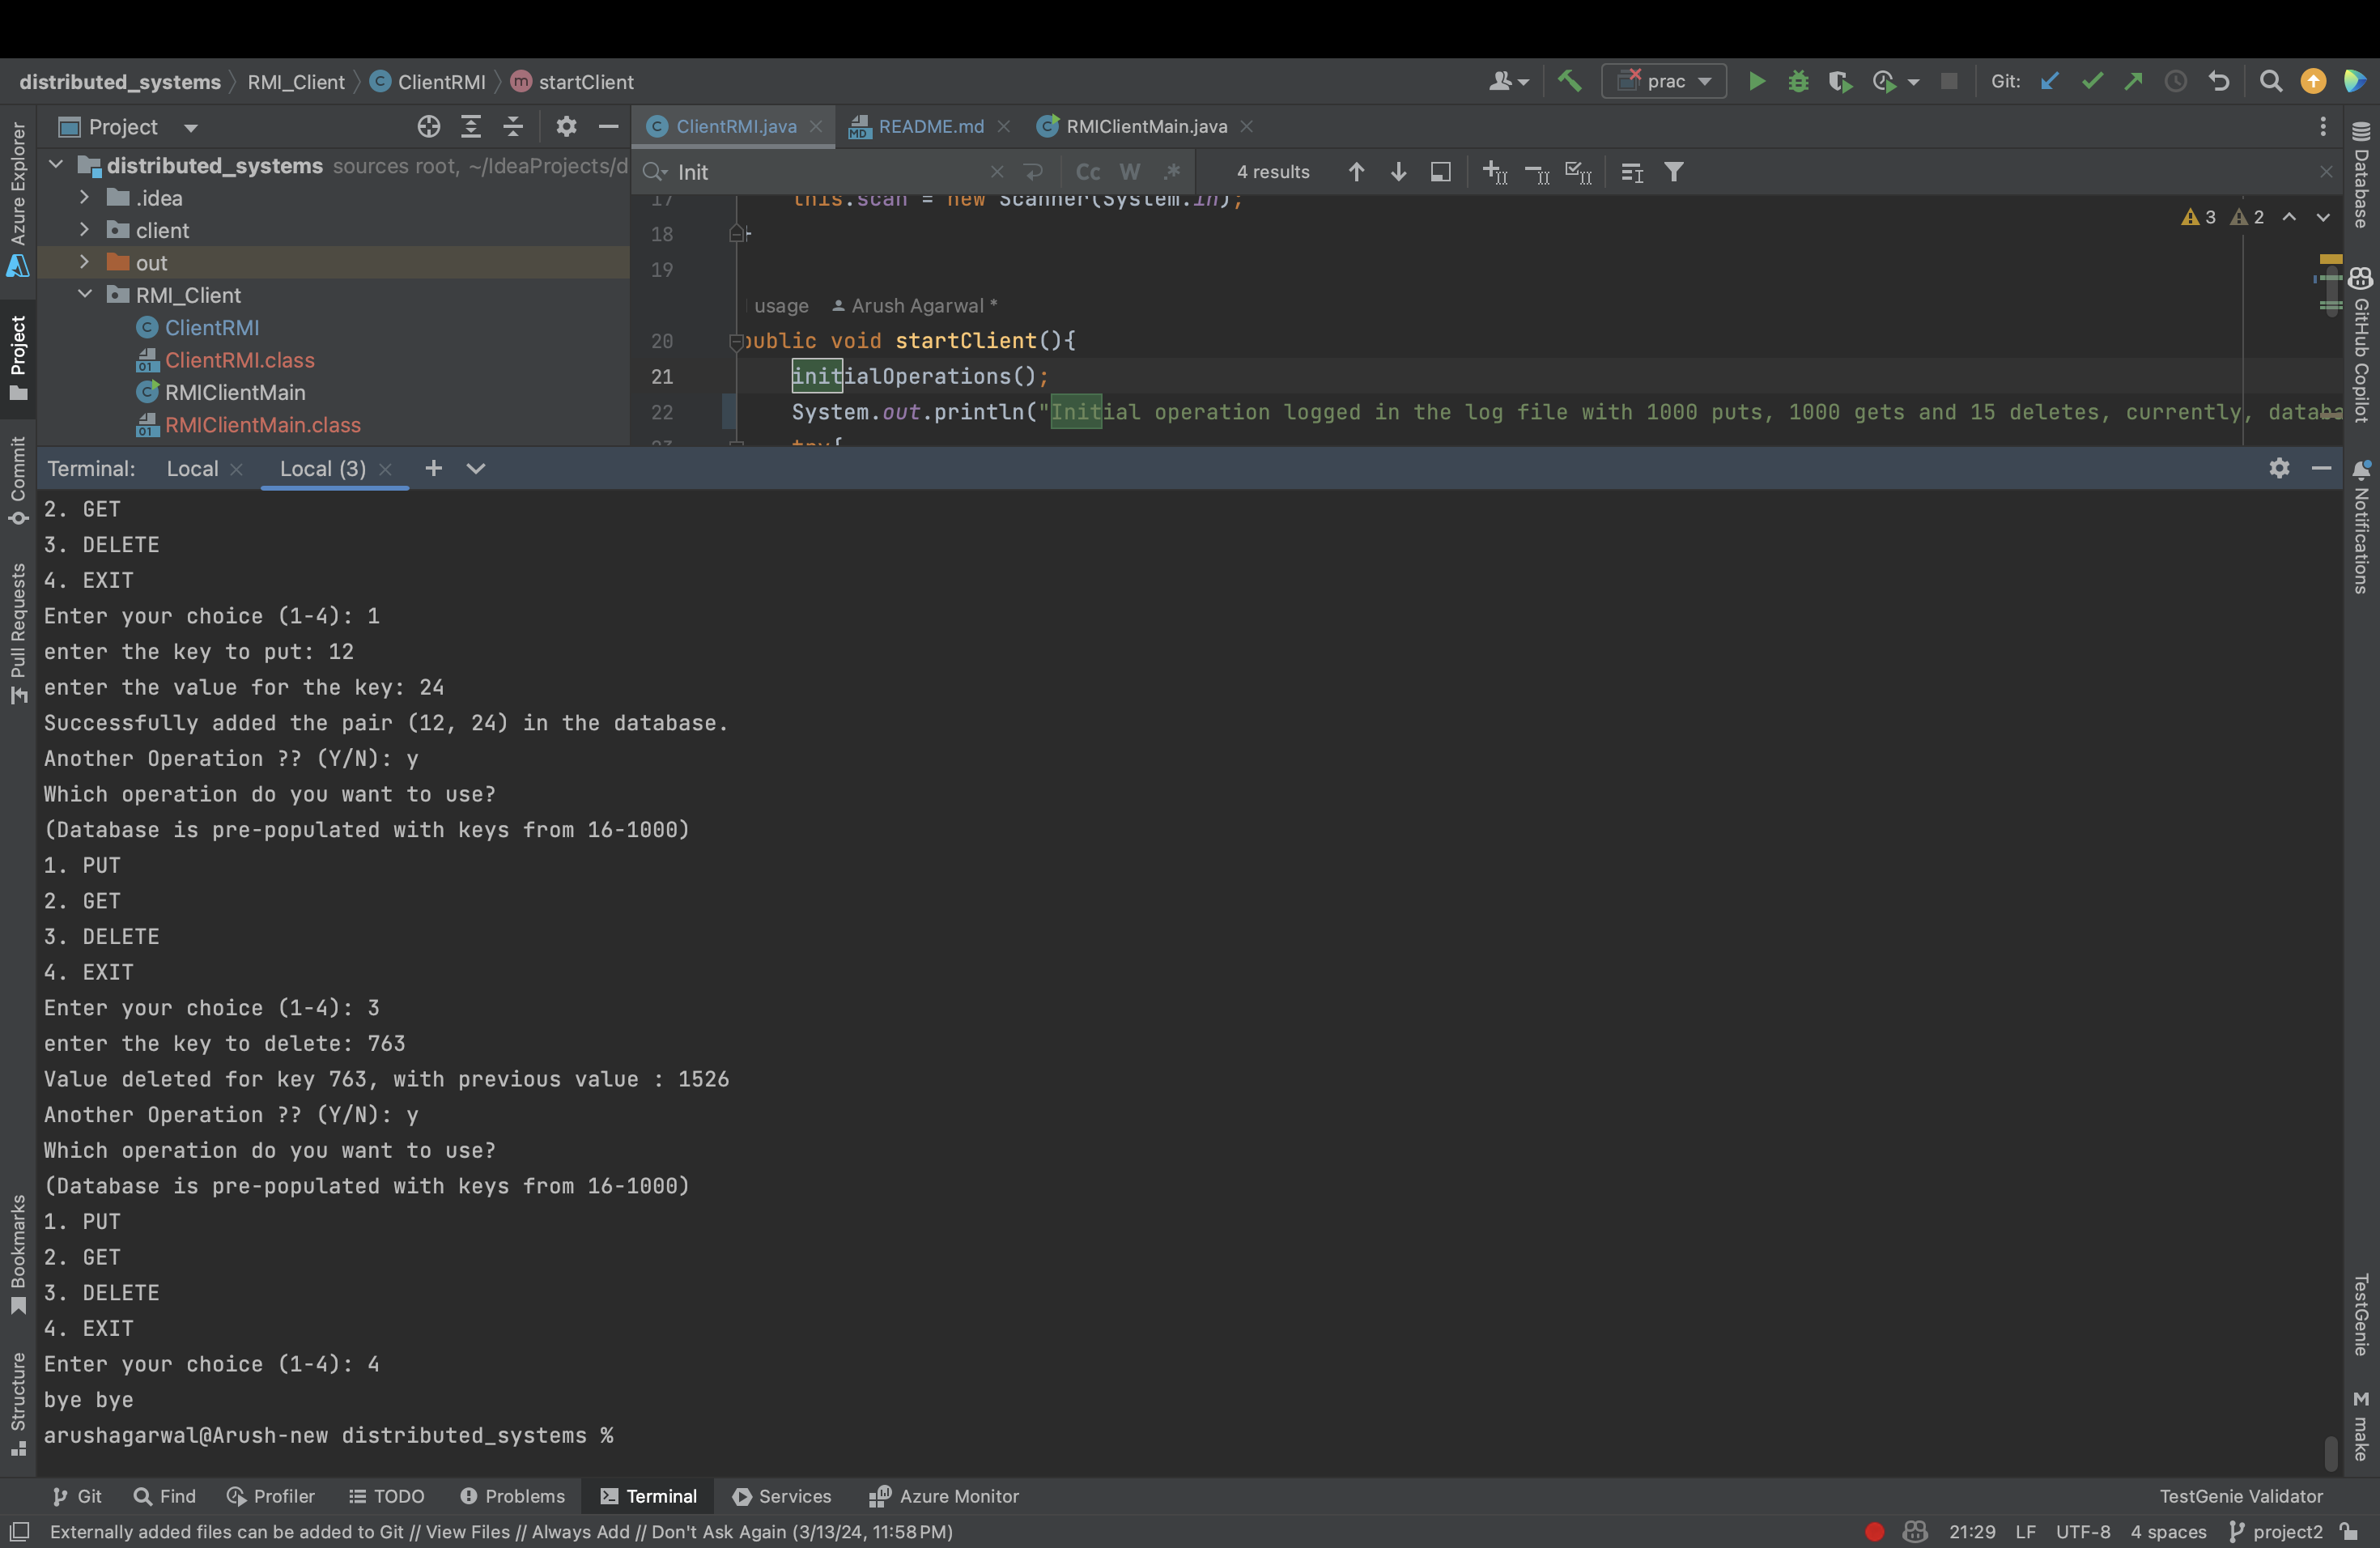 distributed_systems RMI_Client ClientRMI startClient prac Git:
Project
ClientRMI.java README.md RMIClientMain.java
distributed_systems sources root, ~/IdeaProjects/d
Init Cc W .* 4 results
.idea
client
out
RMI_Client
ClientRMI
ClientRMI.class
RMIClientMain
RMIClientMain.class
17 this.scan = new Scanner(System.in);
3 2
18
19
usage Arush Agarwal *
20 public void startClient(){
21 initialOperations();
22 System.out.println("Initial operation logged in the log file with 1000 puts, 1000 gets and 15 deletes, currently, databa
try{
Terminal: Local Local (3)
2. GET
3. DELETE
4. EXIT
Enter your choice (1-4): 1
enter the key to put: 12
enter the value for the key: 24
Successfully added the pair (12, 24) in the database.
Another Operation ?? (Y/N): y
Which operation do you want to use?
(Database is pre-populated with keys from 16-1000)
1. PUT
2. GET
3. DELETE
4. EXIT
Enter your choice (1-4): 3
enter the key to delete: 763
Value deleted for key 763, with previous value : 1526
Another Operation ?? (Y/N): y
Which operation do you want to use?
(Database is pre-populated with keys from 16-1000)
1. PUT
2. GET
3. DELETE
4. EXIT
Enter your choice (1-4): 4
bye bye
arushagarwal@Arush-new distributed_systems %
Azure Explorer
Project
Commit
Pull Requests
Bookmarks
Structure
Database
GitHub Copilot
Notifications
TestGenie
M make
Git Find Profiler TODO Problems Terminal Services Azure Monitor TestGenie Validator
Externally added files can be added to Git // View Files // Always Add // Don't Ask Again (3/13/24, 11:58 PM) 21:29 LF UTF-8 4 spaces project2